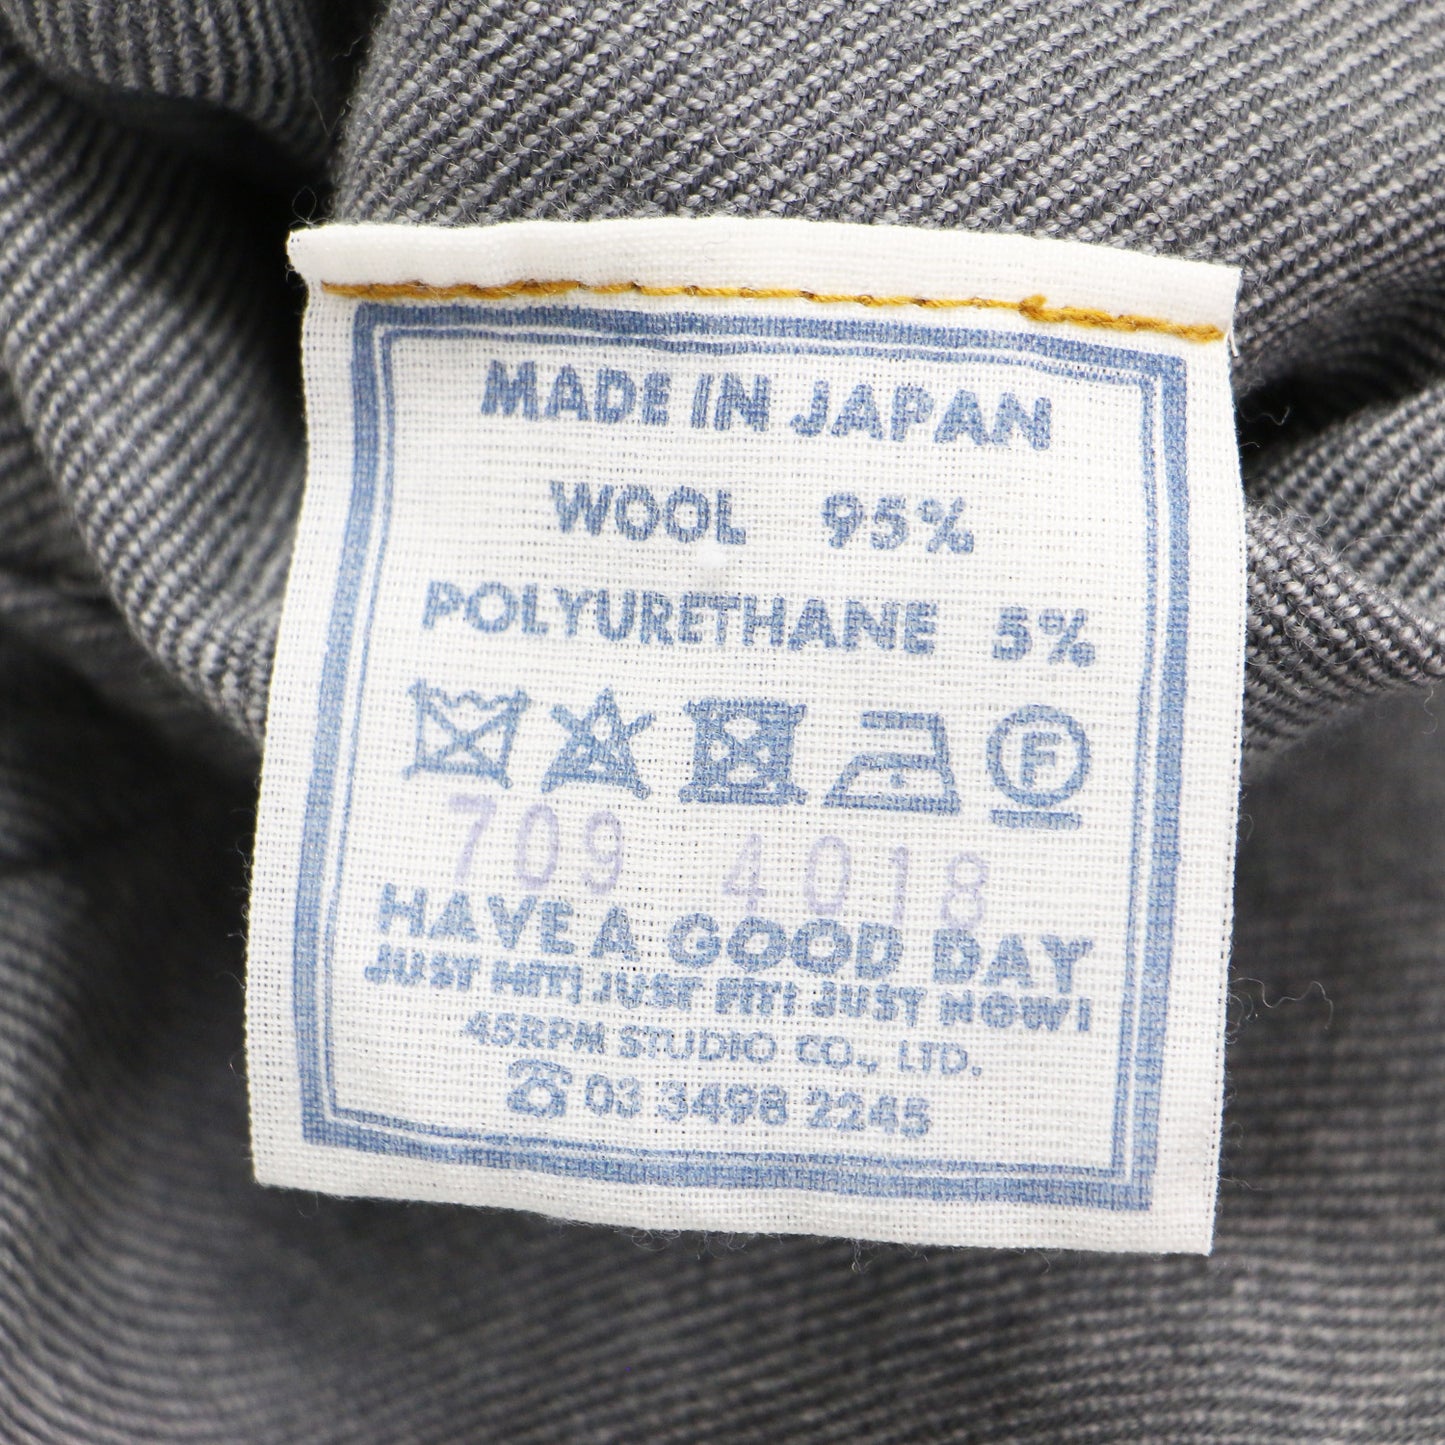 MADE IN JAPAN
WOOL 95%
POLYURETHANE 5%
F
709 4018
HAVE A GOOD DAY
JUST HIT! JUST FIT! JUST NOW!
45RPM STUDIO CO., LTD.
☎ 03 3498 2245